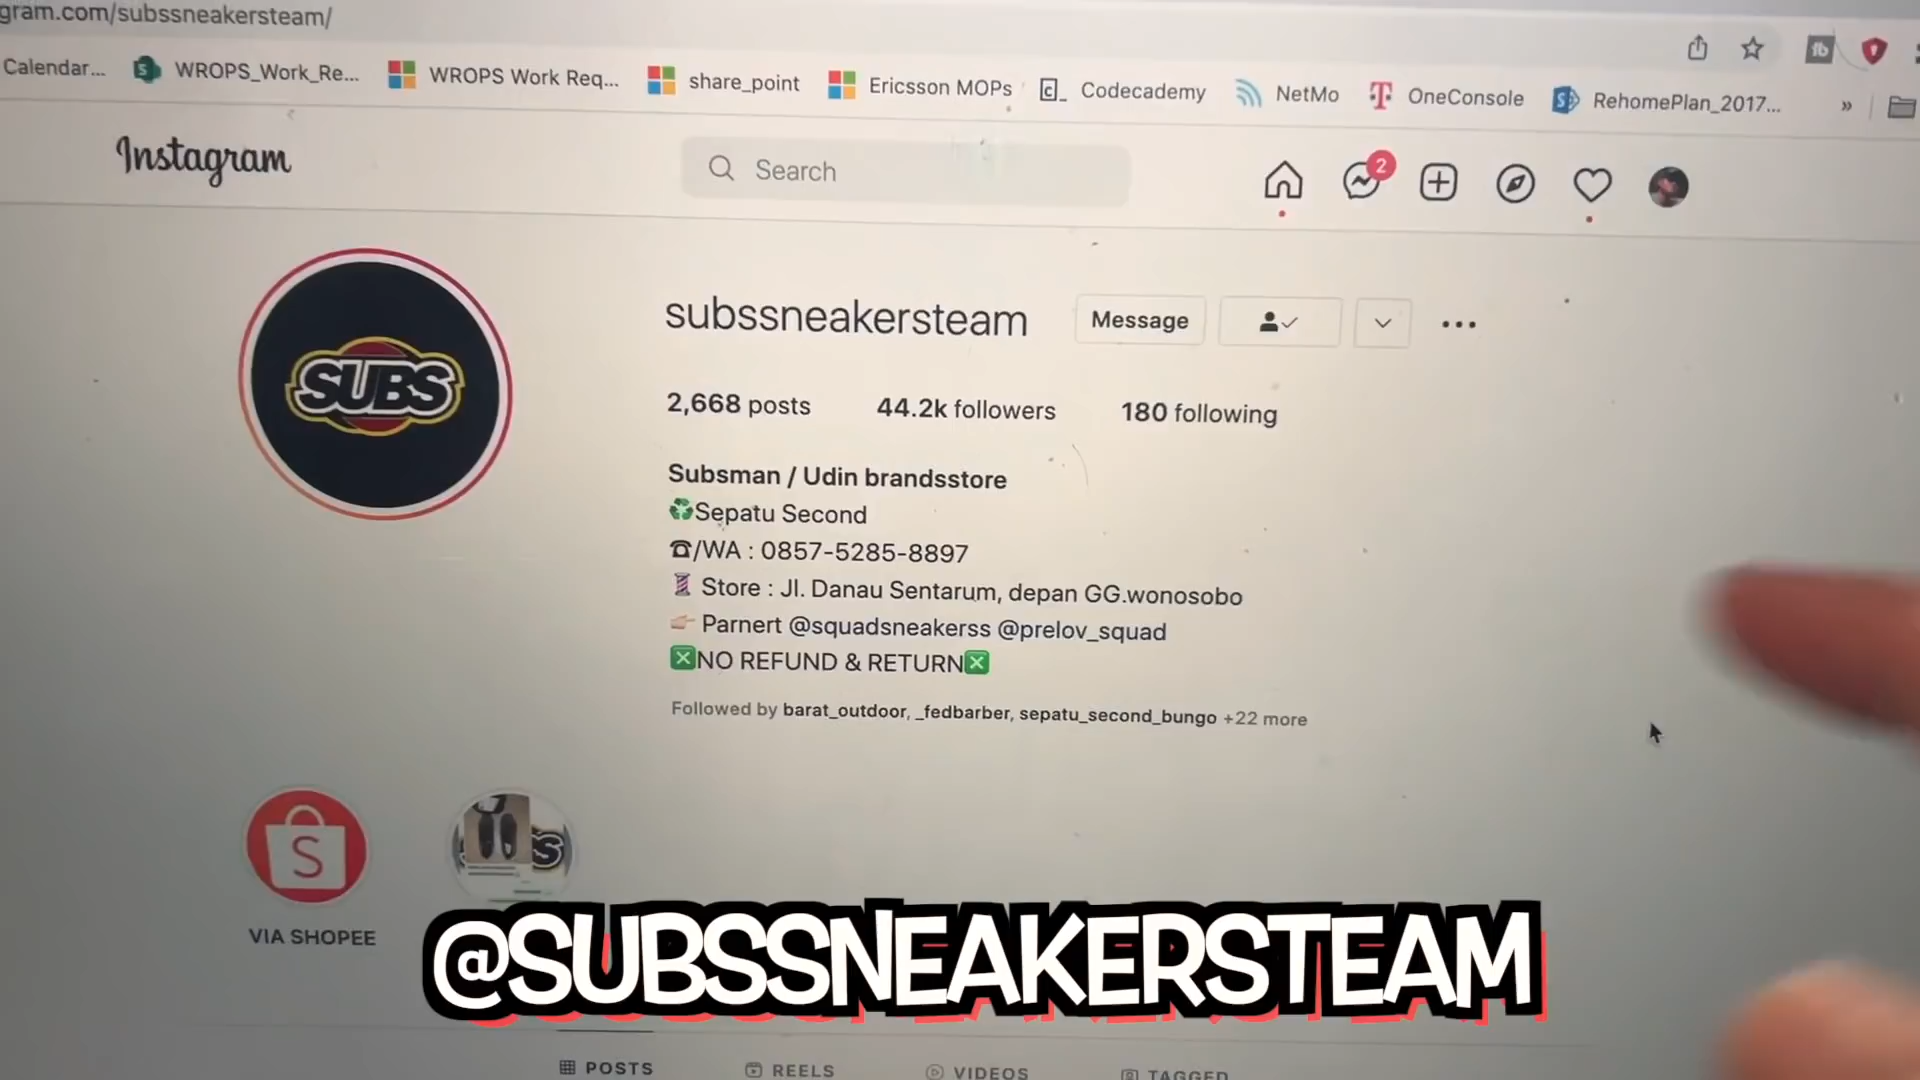 gram.com/subssneakersteam/
Calendar...
WROPS_Work_Re...
WROPS Work Req...
share_point
Ericsson MOPs
Codecademy
NetMo
OneConsole
RehomePlan_2017...
»
Instagram
Search
2
subssneakersteam
Message
2,668 posts
44.2k followers
180 following
Subsman / Udin brandsstore
♻Sepatu Second
☎/WA : 0857-5285-8897
💈 Store : Jl. Danau Sentarum, depan GG.wonosobo
👉 Parnert @squadsneakerss @prelov_squad
❎NO REFUND & RETURN❎
Followed by barat_outdoor, _fedbarber, sepatu_second_bungo +22 more
SUBS
VIA SHOPEE
@SUBSSNEAKERSTEAM
POSTS
REELS
VIDEOS
TAGGED